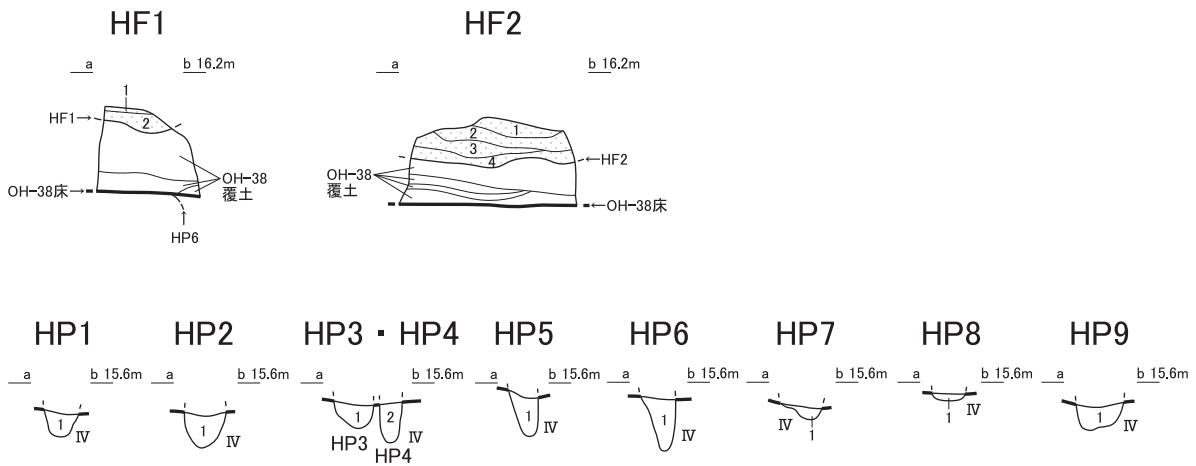 HF1
a b 16.2m
1
HF1→
2
OH-38床→
OH-38
覆土
HP6
HF2
a b 16.2m
1
2
3
4
←HF2
OH-38
覆土
←OH-38床
HP1
a b 15.6m
1
Ⅳ
HP2
a b 15.6m
1
Ⅳ
HP3・HP4
a b 15.6m
1 2
Ⅳ
HP3
HP4
HP5
a b 15.6m
1
Ⅳ
HP6
a b 15.6m
1
Ⅳ
HP7
a b 15.6m
Ⅳ
1
HP8
a b 15.6m
1
Ⅳ
HP9
a b 15.6m
1
Ⅳ